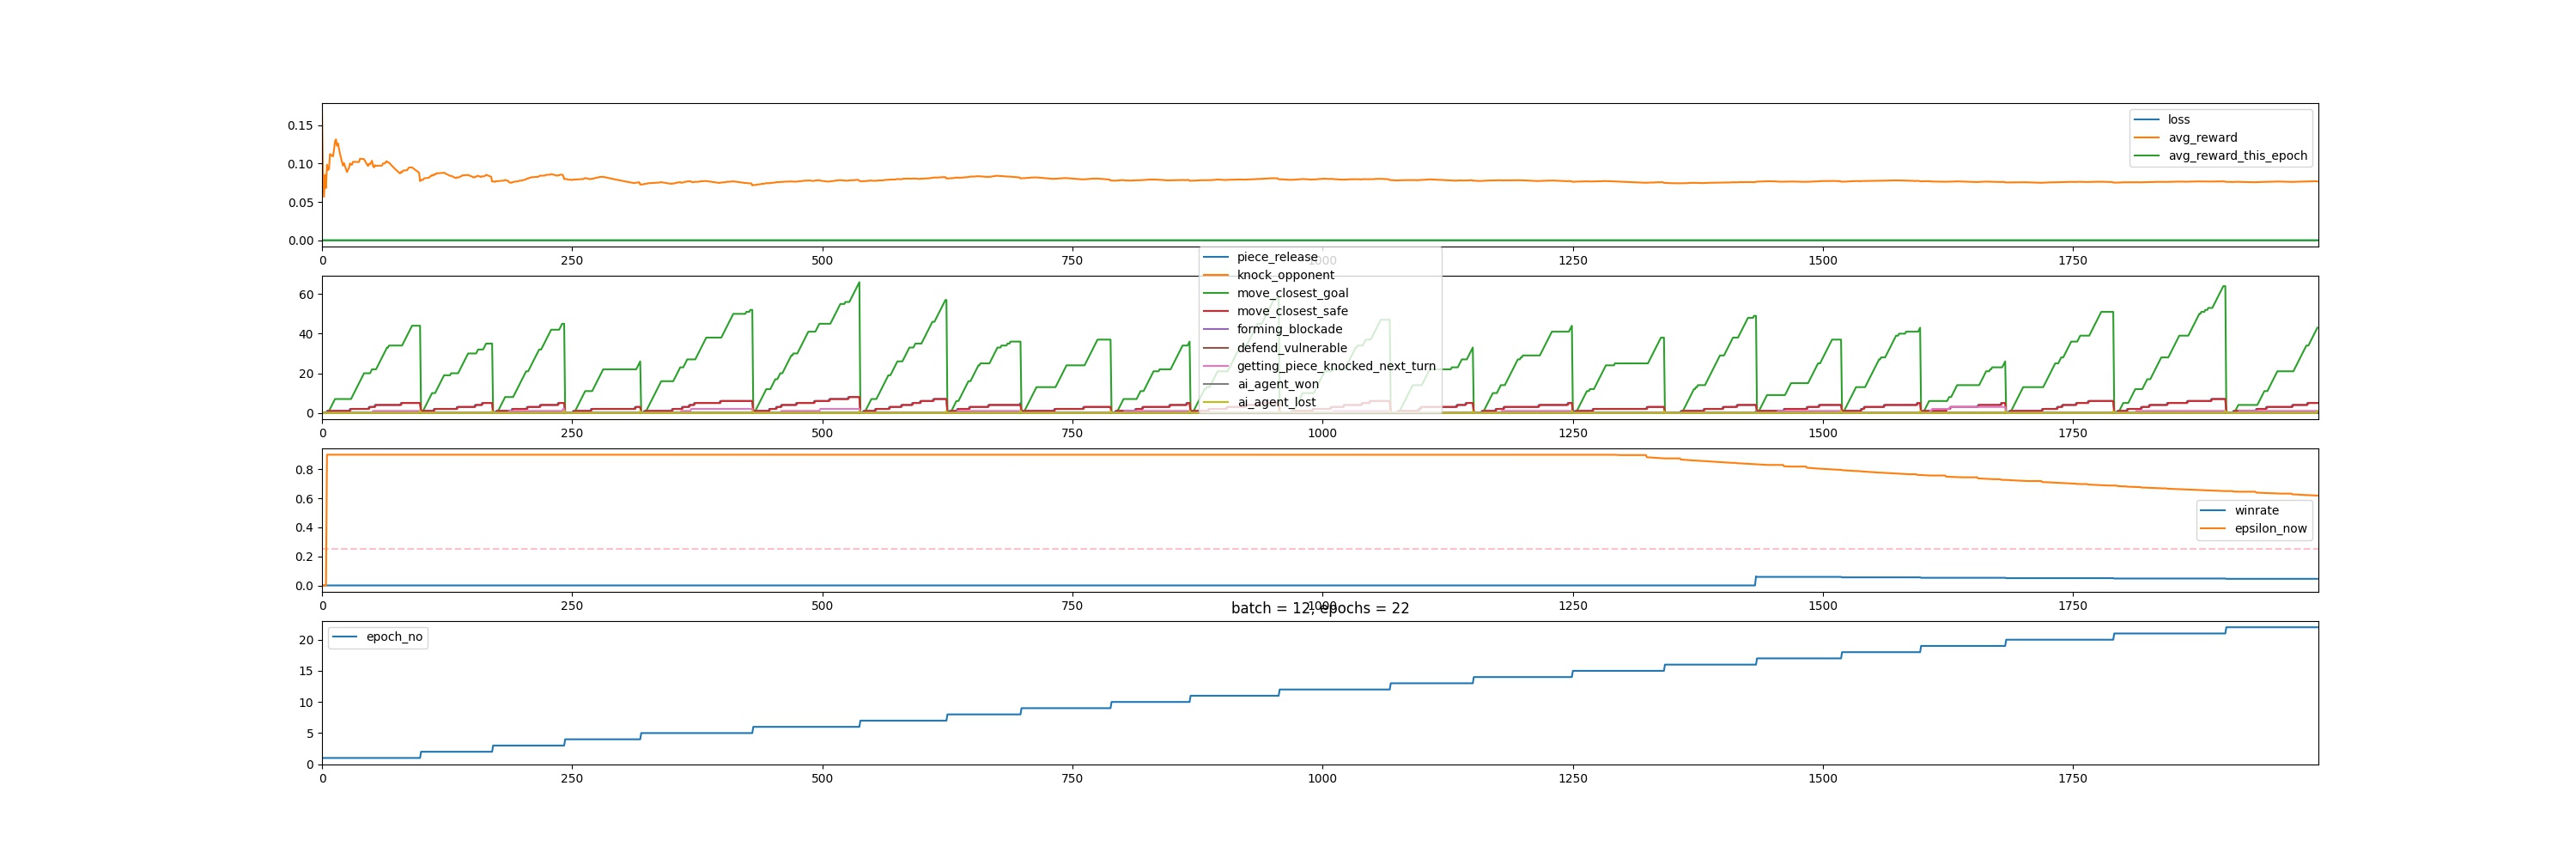 0.15
0.10
0.05
0.00
loss
avg_reward
avg_reward_this_epoch
0 250 500 750 1000 1250 1500 1750
60
40
20
0
piece_release
knock_opponent
move_closest_goal
move_closest_safe
forming_blockade
defend_vulnerable
getting_piece_knocked_next_turn
ai_agent_won
ai_agent_lost
0 250 500 750 1000 1250 1500 1750
0.8
0.6
0.4
0.2
0.0
winrate
epsilon_now
0 250 500 750 1000 1250 1500 1750
batch = 12, epochs = 22
20
15
10
5
0
epoch_no
0 250 500 750 1000 1250 1500 1750